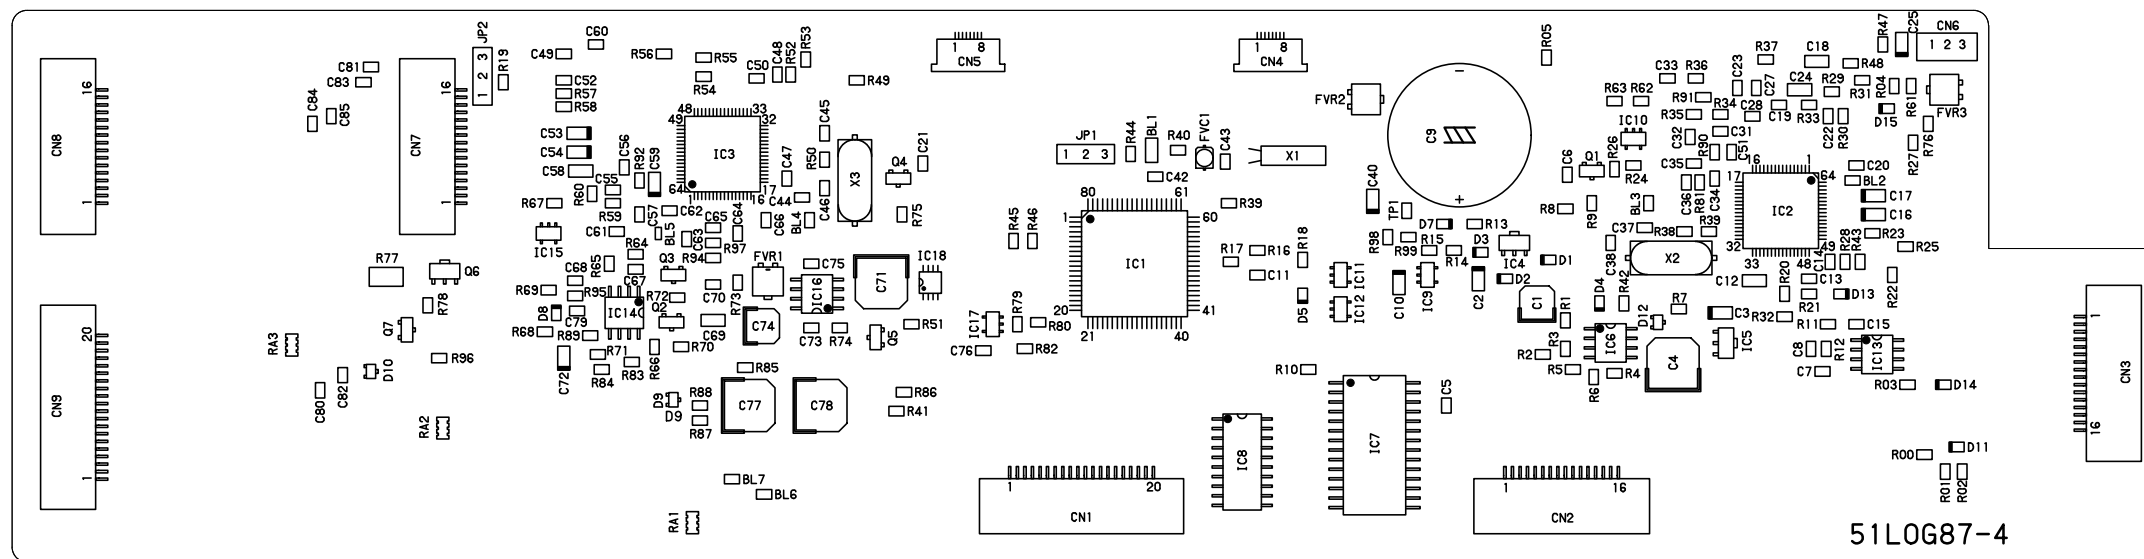 CN8
16
1
CN9
20
1
C81
C83
C84
C85
CN7
16
1
JP2
1 2 3
R19
R77
Q6
R78
Q7
R96
D10
RA3
RA2
C80
C82
C60
C49
R56
R55
R54
C50
C48
R52
R53
R49
C52
R57
R58
C53
C54
C58
C56
R92
C59
R60
C55
R59
R67
C57
C62
C61
BL5
C63
IC15
48
33
49
32
IC3
64
17
1
16
C45
R50
C47
C44
C46
X3
Q4
C21
R75
C65
C64
R97
R94
C66
BL4
R64
R65
Q3
C67
C68
R69
R95
D8
C79
R68
R89
IC14
R72
Q2
C70
R73
FVR1
C75
IC16
C71
IC18
C74
C69
C73
R74
Q5
R51
R70
R66
R71
R83
R84
C72
R85
R88
D9
D9
R87
C77
C78
R86
R41
BL7
BL6
RA1
CN5
1 8
CN4
1 8
JP1
1 2 3
R44
BL1
R40
FVC1
C43
C42
X1
80
61
1
60
IC1
20
41
21
40
R45
R46
R39
R17
R16
C11
R18
D5
IC17
R79
R80
R82
C76
R10
FVR2
C9
-
+
R05
C40
TP1
R98
R99
D7
R13
R15
R14
D3
IC4
D1
D2
IC11
IC12
C10
IC9
C2
C1
R1
R3
R2
R5
R6
R4
IC6
D4
R42
C38
IC8
IC7
C5
CN1
1
20
CN2
1
16
R63
R62
IC10
R26
Q1
C6
R24
R8
R9
BL3
C37
R38
R39
X2
C33
R36
R37
C18
R91
C23
C27
C24
R29
R48
R31
R35
R34
C28
C19
R33
C32
C31
R90
C51
C35
C36
R81
C34
C22
R30
16
1
17
64
IC2
32
49
33
48
C20
BL2
C17
C16
R23
R25
C14
R28
R43
C12
C13
R20
R21
D13
R22
R7
D12
C3
R32
IC5
C4
R11
C15
C8
R12
C7
IC13
R03
D14
R47
C25
CN6
1 2 3
R04
R61
FVR3
D15
R27
R76
CN3
1
16
D11
R00
R01
R02
51LOG87-4